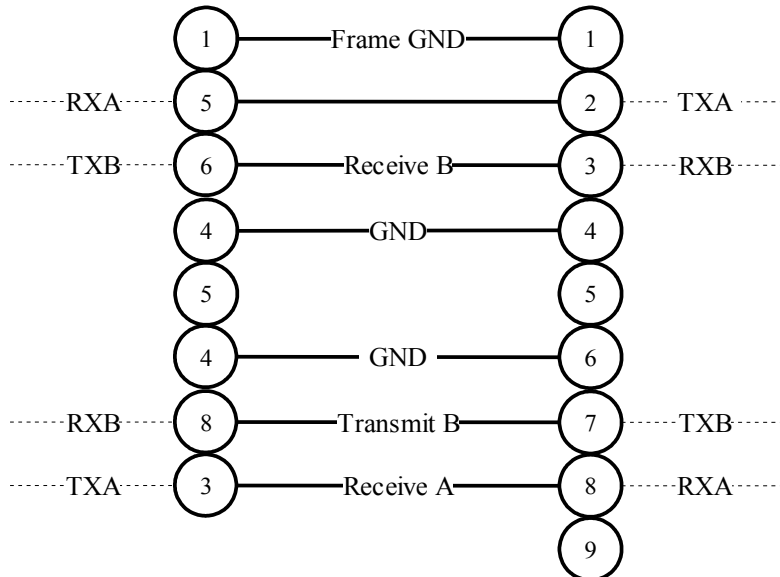 1 Frame GND 1
RXA 5 2 TXA
TXB 6 Receive B 3 RXB
4 GND 4
5 5
4 GND 6
RXB 8 Transmit B 7 TXB
TXA 3 Receive A 8 RXA
9